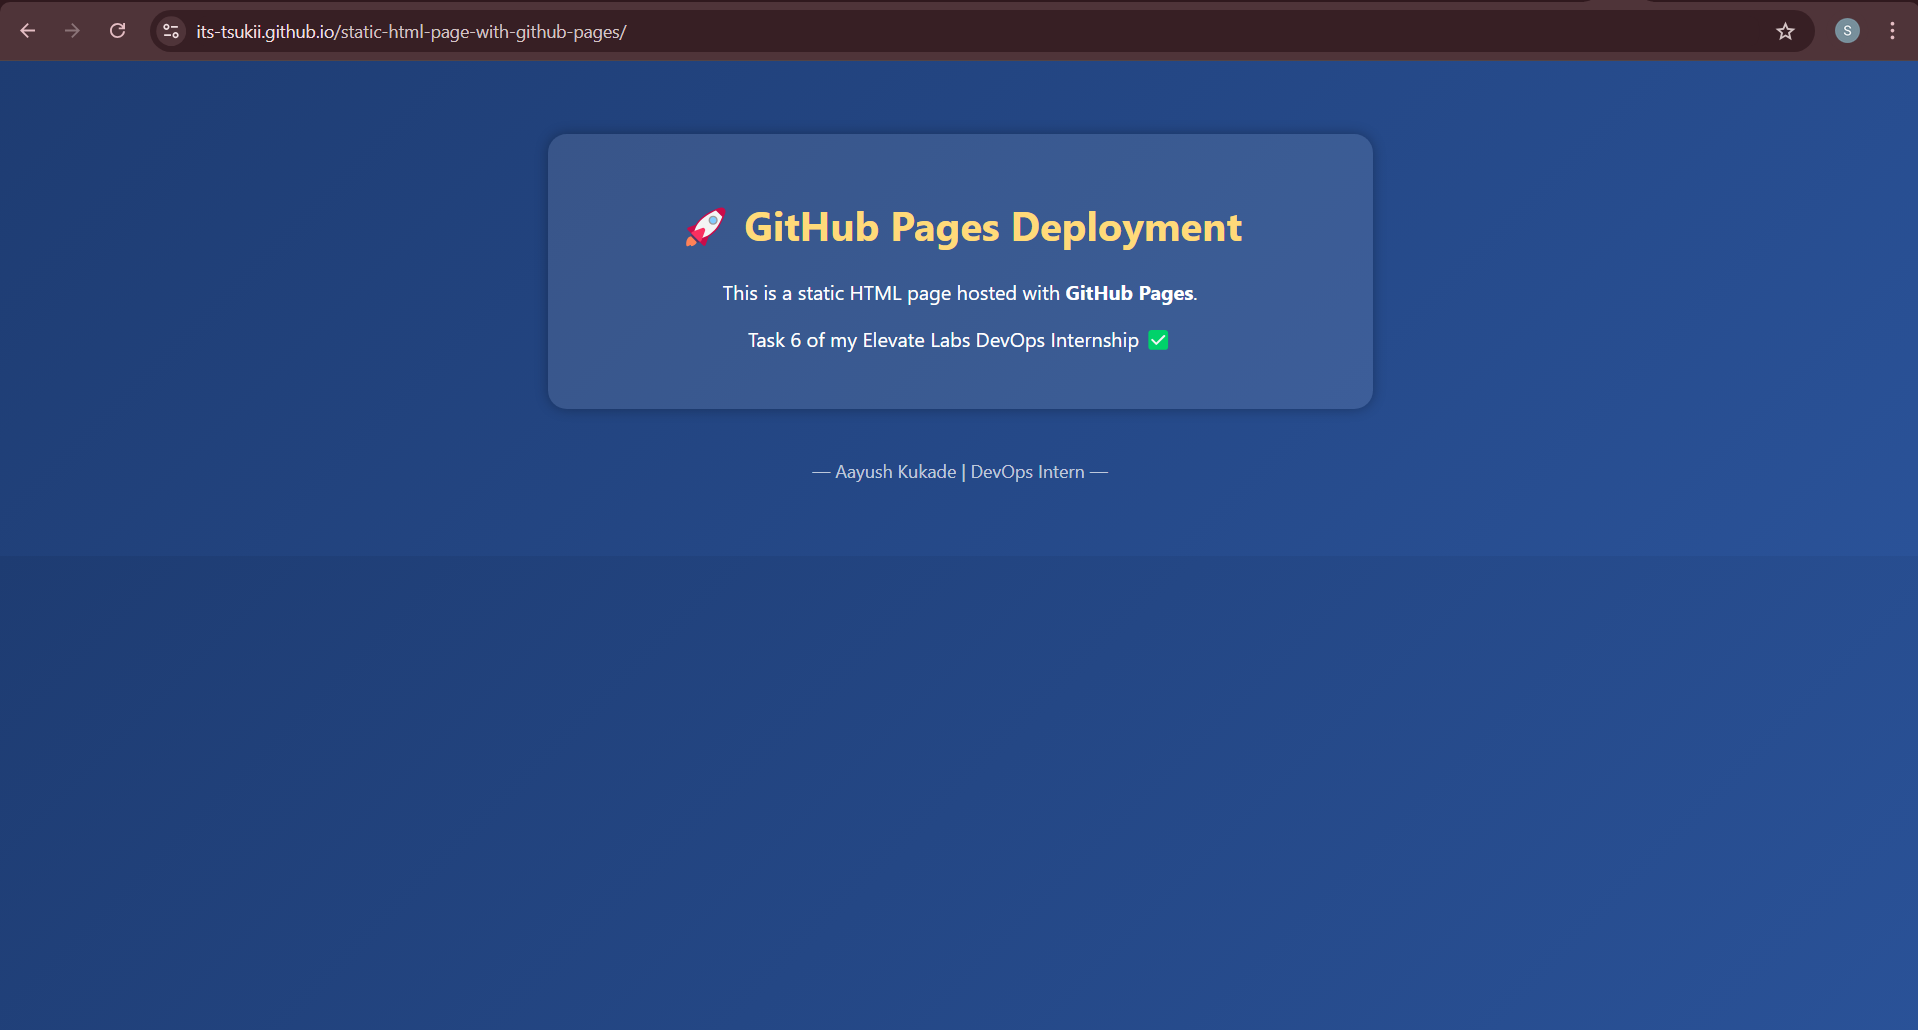 its-tsukii.github.io/static-html-page-with-github-pages/
S
🚀 GitHub Pages Deployment
This is a static HTML page hosted with GitHub Pages.
Task 6 of my Elevate Labs DevOps Internship ✅
— Aayush Kukade | DevOps Intern —